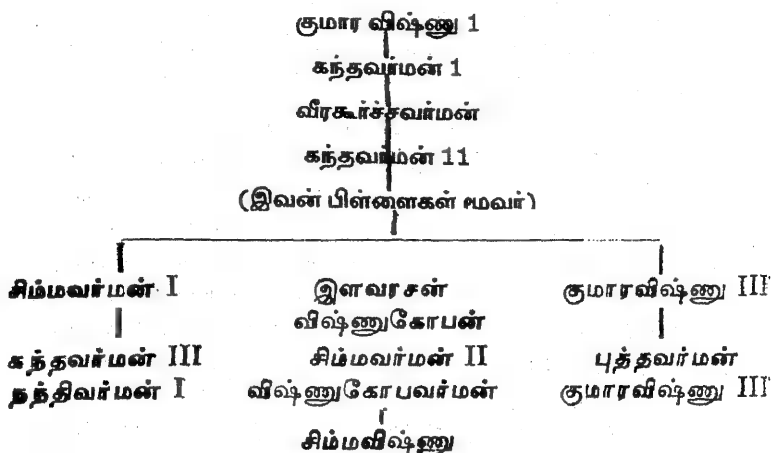 குமார விஷ்ணு 1
கந்தவர்மன் 1
வீரகூர்ச்சவர்மன்
கந்தவர்மன் 11
(இவன் பிள்ளைகள் மூவர்)
சிம்மவர்மன் I இளவரசன் குமாரவிஷ்ணு III
விஷ்ணுகோபன்
கந்தவர்மன் III சிம்மவர்மன் II புத்தவர்மன்
நந்திவர்மன் I விஷ்ணுகோபவர்மன் குமாரவிஷ்ணு III
சிம்மவிஷ்ணு